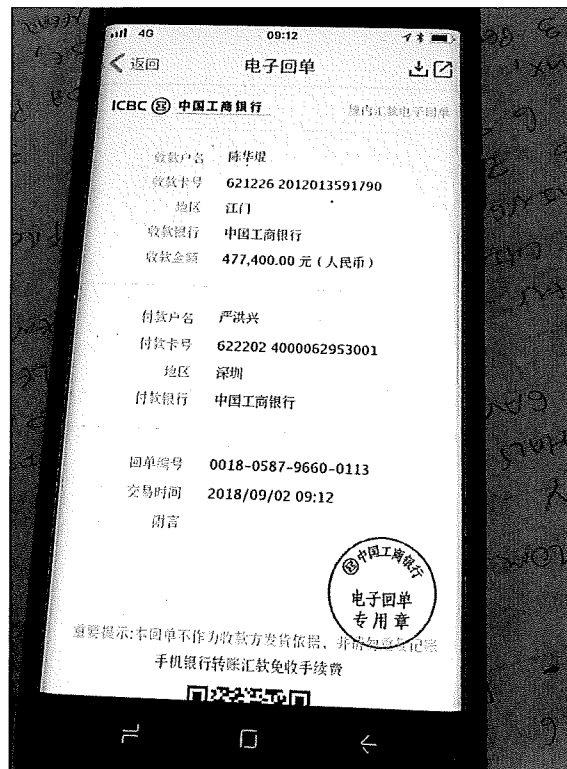 4G 09:12
返回 电子回单
ICBC 中国工商银行 境内汇款电子回单
收款户名 陈华琨
收款卡号 621226 2012013591790
地区 江门
收款银行 中国工商银行
收款金额 477,400.00 元（人民币）
付款户名 严洪兴
付款卡号 622202 4000062953001
地区 深圳
付款银行 中国工商银行
回单编号 0018-0587-9660-0113
交易时间 2018/09/02 09:12
附言
中国工商银行
电子回单
专用章
重要提示:本回单不作为收款方发货依据，并请勿重复记账
手机银行转账汇款免收手续费